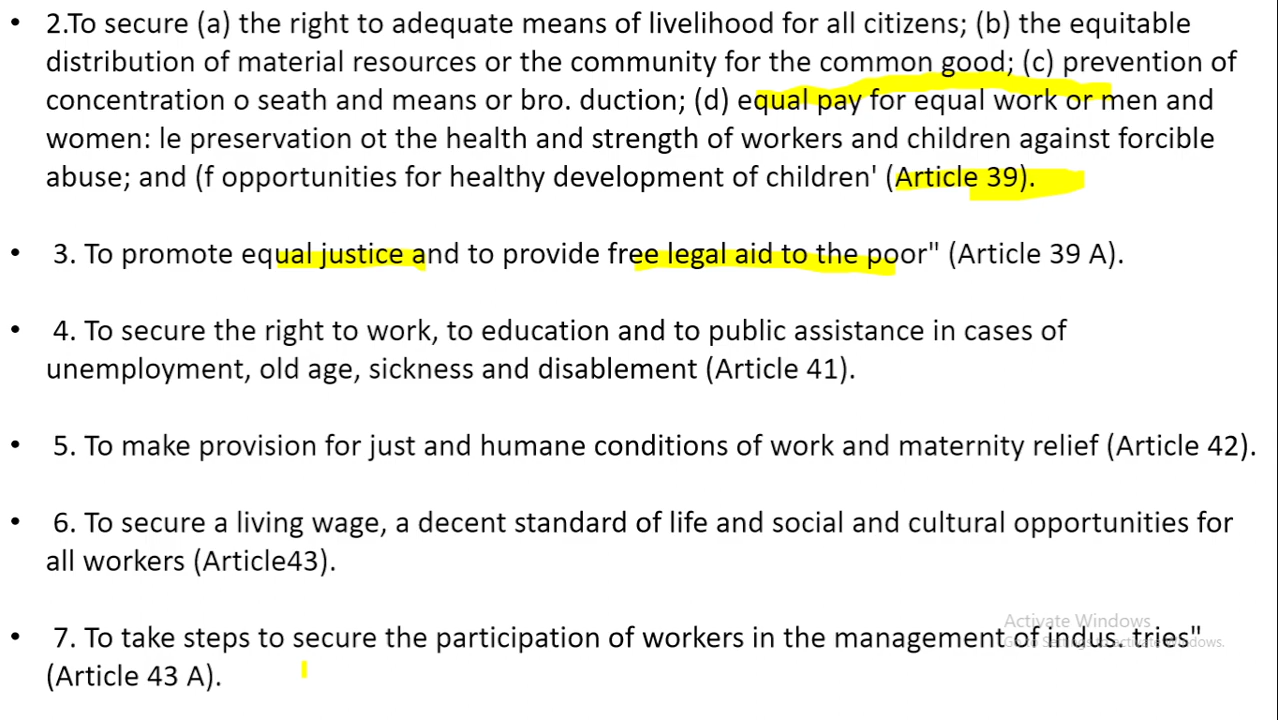 • 2.To secure (a) the right to adequate means of livelihood for all citizens; (b) the equitable
distribution of material resources or the community for the common good; (c) prevention of
concentration o seath and means or bro. duction; (d) equal pay for equal work or men and
women: le preservation ot the health and strength of workers and children against forcible
abuse; and (f opportunities for healthy development of children' (Article 39).
• 3. To promote equal justice and to provide free legal aid to the poor" (Article 39 A).
• 4. To secure the right to work, to education and to public assistance in cases of
unemployment, old age, sickness and disablement (Article 41).
• 5. To make provision for just and humane conditions of work and maternity relief (Article 42).
• 6. To secure a living wage, a decent standard of life and social and cultural opportunities for
all workers (Article43).
Activate Windows
• 7. To take steps to secure the participation of workers in the management of indus. tries"
Go to Settings to activate Windows.
(Article 43 A).